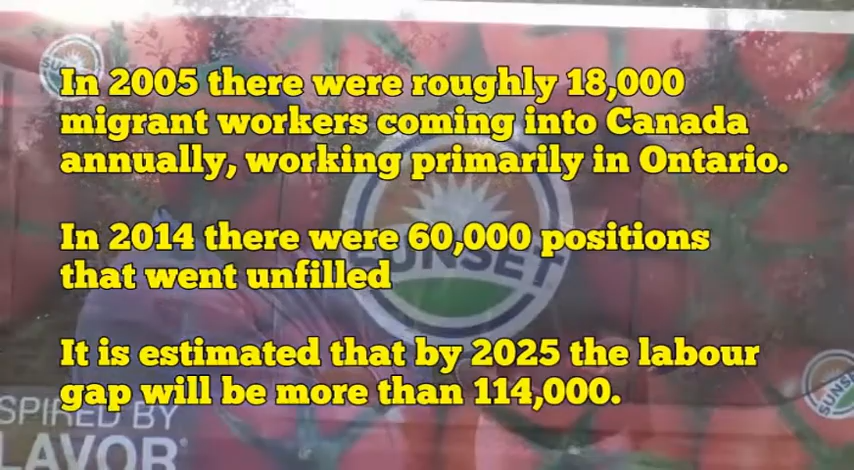 In 2005 there were roughly 18,000
migrant workers coming into Canada
annually, working primarily in Ontario.
In 2014 there were 60,000 positions
that went unfilled
SUNSET
It is estimated that by 2025 the labour
gap will be more than 114,000.
SPIRED BY
LAVOR